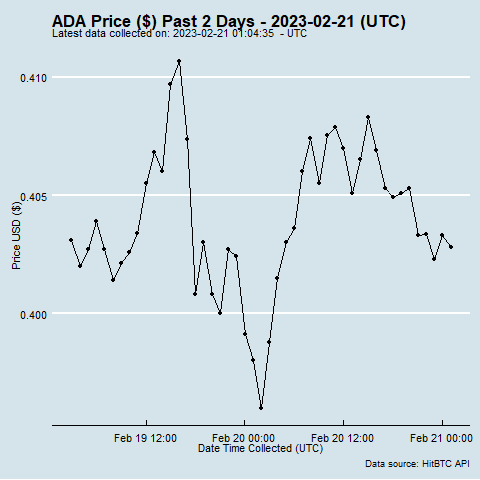 ADA Price ($) Past 2 Days - 2023-02-21 (UTC)
Latest data collected on: 2023-02-21 01:04:35 - UTC
0.410
0.405
0.400
Price USD ($)
Feb 19 12:00 Feb 20 00:00 Feb 20 12:00 Feb 21 00:00
Date Time Collected (UTC)
Data source: HitBTC API